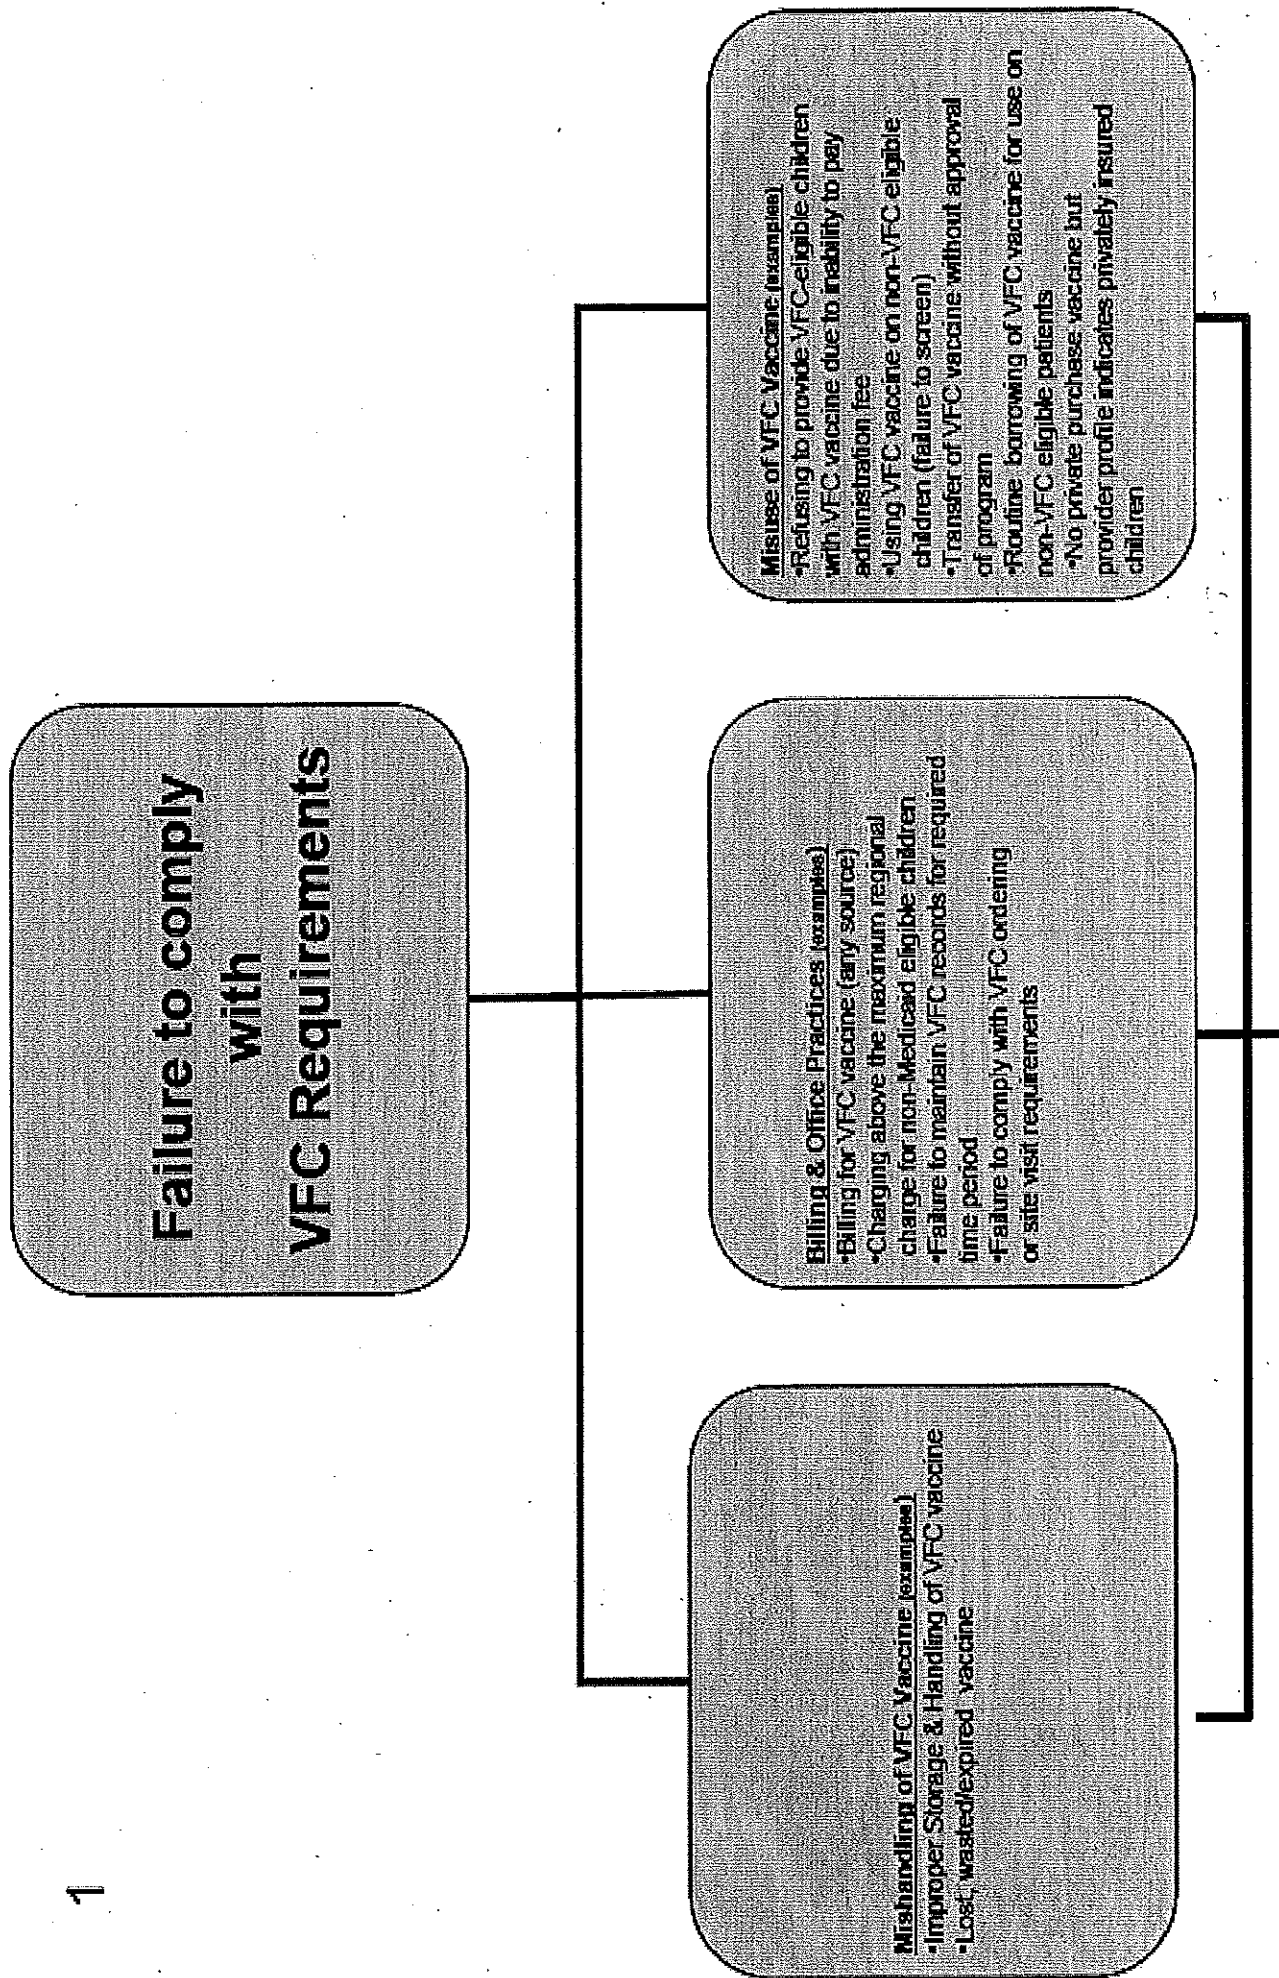 1
Failure to comply
with
VFC Requirements
Mishandling of VFC Vaccine (examples)
•Improper Storage & Handling of VFC vaccine
•Lost, wasted/expired vaccine
Billing & Office Practices (examples)
•Billing for VFC vaccine (any source)
•Charging above the maximum regional
charge for non-Medicaid eligible children
•Failure to maintain VFC records for required
time period
•Failure to comply with VFC ordering
or site visit requirements
Misuse of VFC Vaccine (examples)
•Refusing to provide VFC-eligible children
with VFC vaccine due to inability to pay
administration fee
•Using VFC vaccine on non-VFC eligible
children (failure to screen)
•Transfer of VFC vaccine without approval
of program
•Routine borrowing of VFC vaccine for use on
non-VFC eligible patients
•No private purchase vaccine but
provider profile indicates privately insured
children